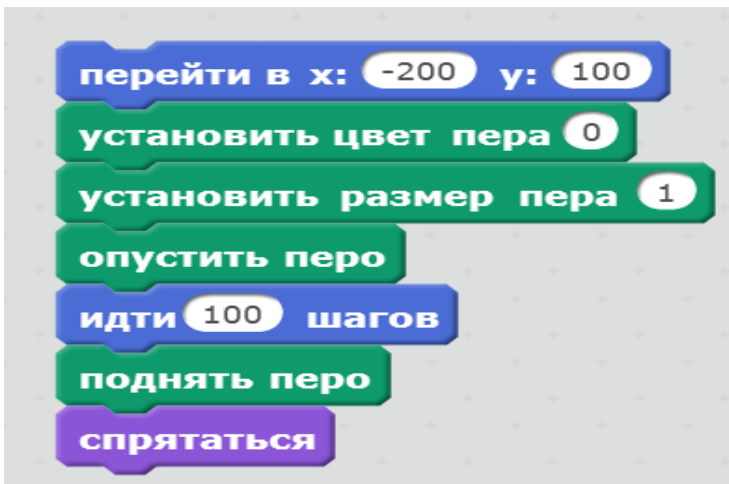 перейти в x: -200 y: 100
установить цвет пера 0
установить размер пера 1
опустить перо
идти 100 шагов
поднять перо
спрятаться